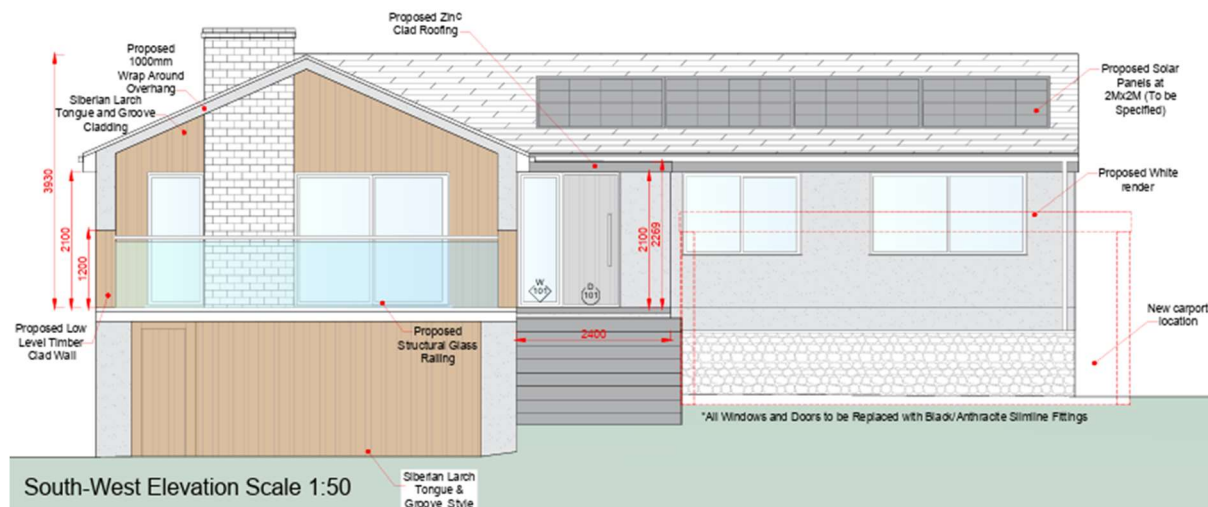 Proposed Zinc
Clad Roofing
Proposed
1000mm
Wrap Around
Overhang
Siberian Larch
Tongue and Groove
Cladding
Proposed Solar
Panels at
2Mx2M (To be
Specified)
3930
2100
1200
Proposed White
render
2100
2269
W
101
D
101
New carport
location
Proposed Low
Level Timber
Clad Wall
Proposed
Structural Glass
Railing
2400
*All Windows and Doors to be Replaced with Black/Anthracite Slimline Fittings
South-West Elevation Scale 1:50
Siberian Larch
Tongue &
Groove Style